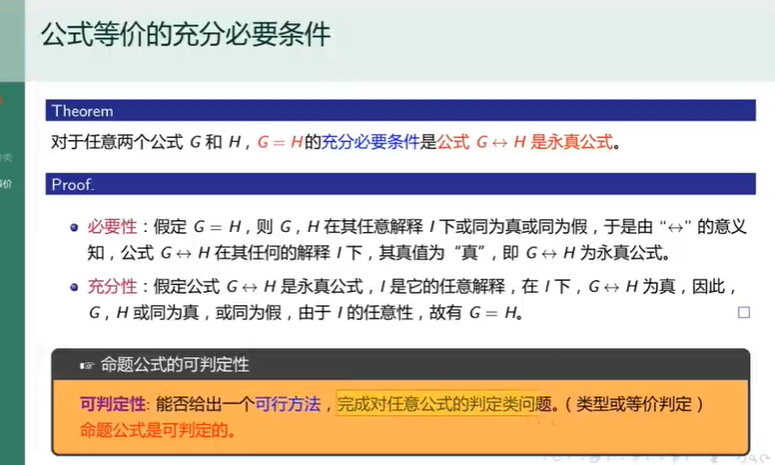 公式等价的充分必要条件
Theorem
对于任意两个公式 G 和 H，G = H的充分必要条件是公式 G ↔ H 是永真公式。
Proof.
必要性：假定 G = H，则 G，H 在其任意解释 I 下或同为真或同为假，于是由 “↔” 的意义
知，公式 G ↔ H 在其任何的解释 I 下，其真值为“真”，即 G ↔ H 为永真公式。
充分性：假定公式 G ↔ H 是永真公式，I 是它的任意解释，在 I 下，G ↔ H 为真，因此，
G，H 或同为真，或同为假，由于 I 的任意性，故有 G = H。
☞ 命题公式的可判定性
可判定性: 能否给出一个可行方法，完成对任意公式的判定类问题。（类型或等价判定）
命题公式是可判定的。